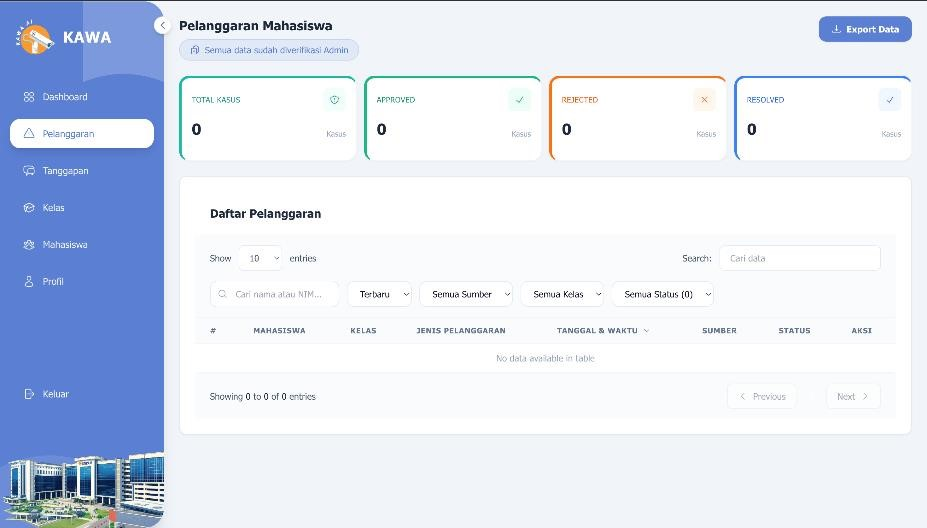 KAWA AI
KAWA
Dashboard
Pelanggaran
Tanggapan
Kelas
Mahasiswa
Profil
Keluar
Pelanggaran Mahasiswa
Semua data sudah diverifikasi Admin
Export Data
TOTAL KASUS
0
Kasus
APPROVED
0
Kasus
REJECTED
0
Kasus
RESOLVED
0
Kasus
Daftar Pelanggaran
Show 10 entries
Search: Cari data
Cari nama atau NIM... Terbaru Semua Sumber Semua Kelas Semua Status (0)
# MAHASISWA KELAS JENIS PELANGGARAN TANGGAL & WAKTU SUMBER STATUS AKSI
No data available in table
Showing 0 to 0 of 0 entries
Previous Next